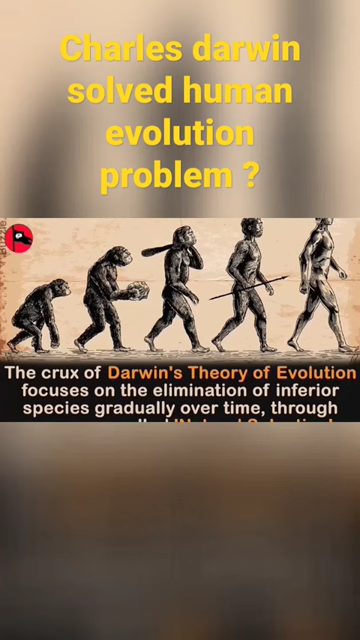 Charles darwin
solved human
evolution
problem ?
The crux of Darwin's Theory of Evolution
focuses on the elimination of inferior
species gradually over time, through